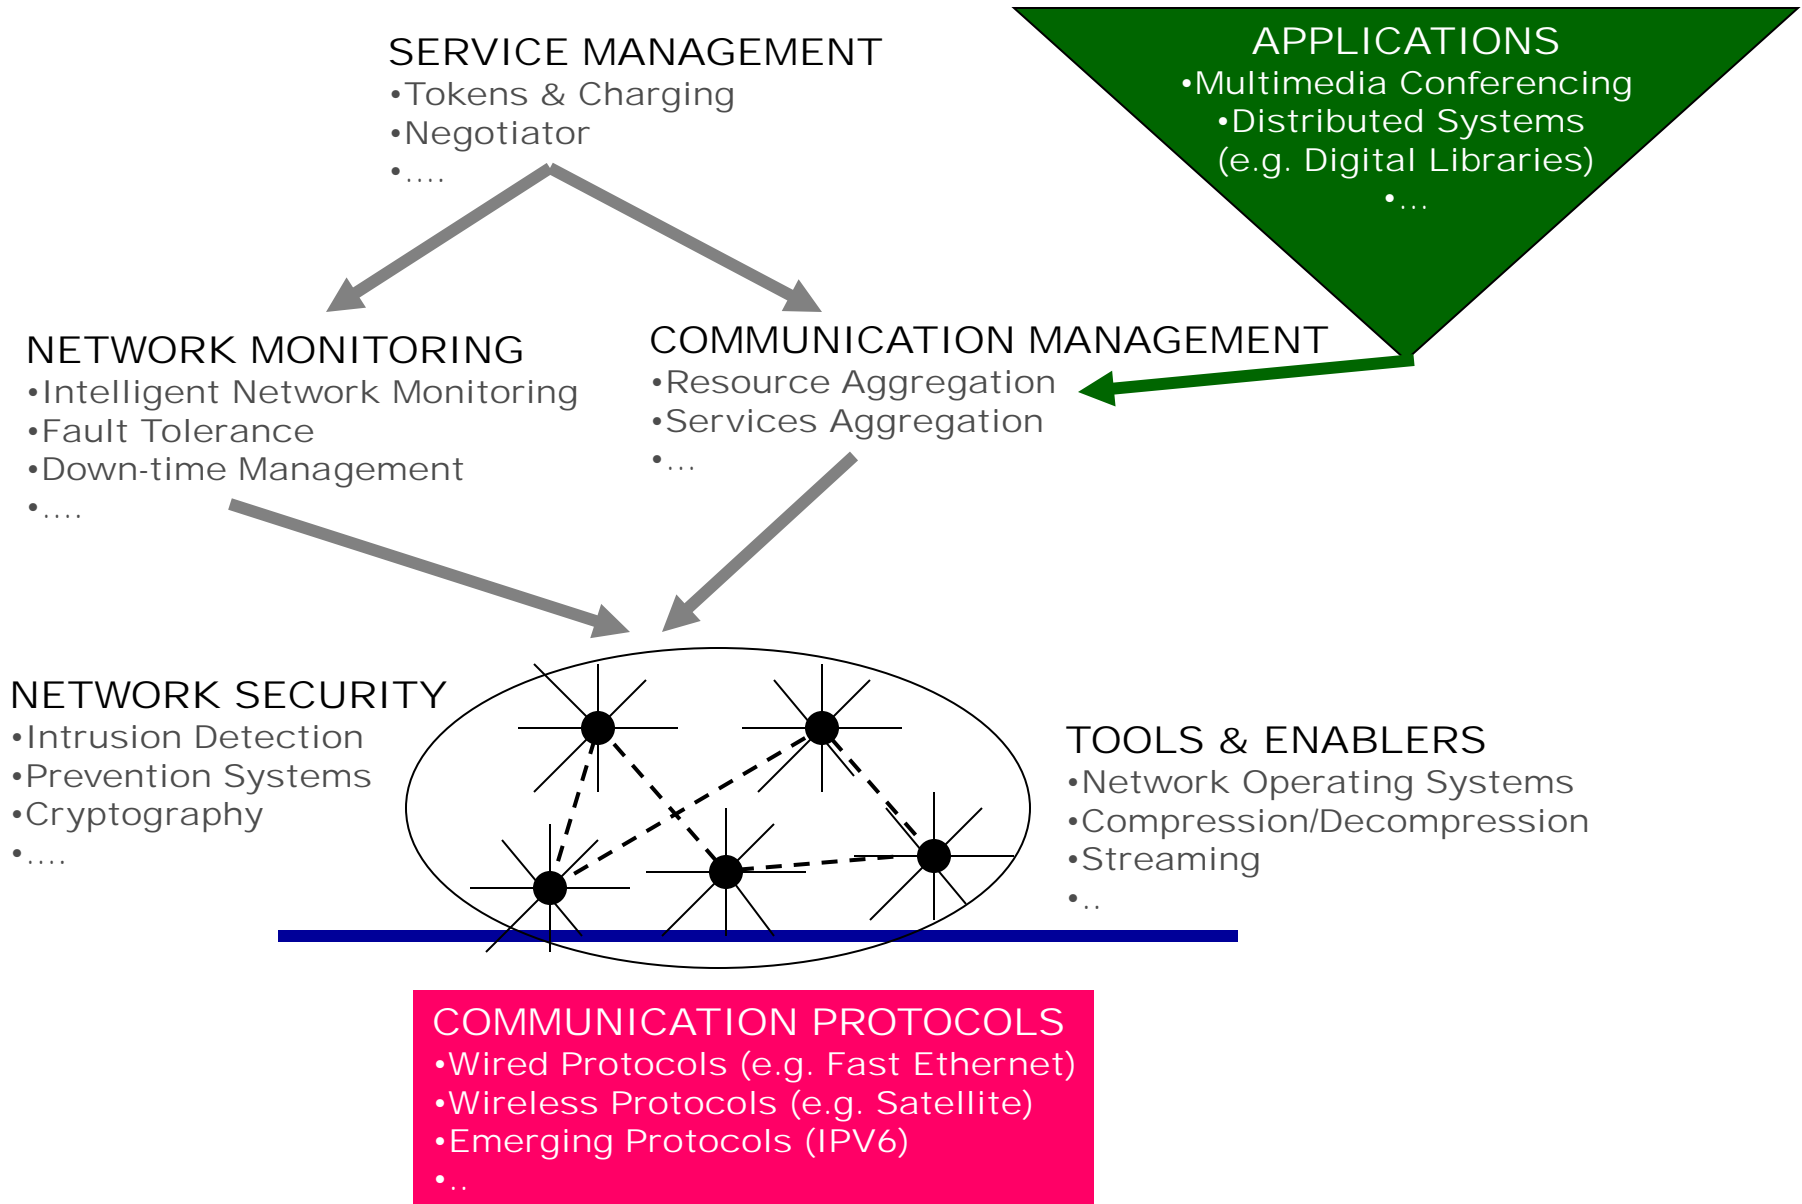 SERVICE MANAGEMENT
•Tokens & Charging
•Negotiator
•....
APPLICATIONS
•Multimedia Conferencing
•Distributed Systems
(e.g. Digital Libraries)
•...
NETWORK MONITORING
•Intelligent Network Monitoring
•Fault Tolerance
•Down-time Management
•....
COMMUNICATION MANAGEMENT
•Resource Aggregation
•Services Aggregation
•...
NETWORK SECURITY
•Intrusion Detection
•Prevention Systems
•Cryptography
•....
TOOLS & ENABLERS
•Network Operating Systems
•Compression/Decompression
•Streaming
•..
COMMUNICATION PROTOCOLS
•Wired Protocols (e.g. Fast Ethernet)
•Wireless Protocols (e.g. Satellite)
•Emerging Protocols (IPV6)
•..